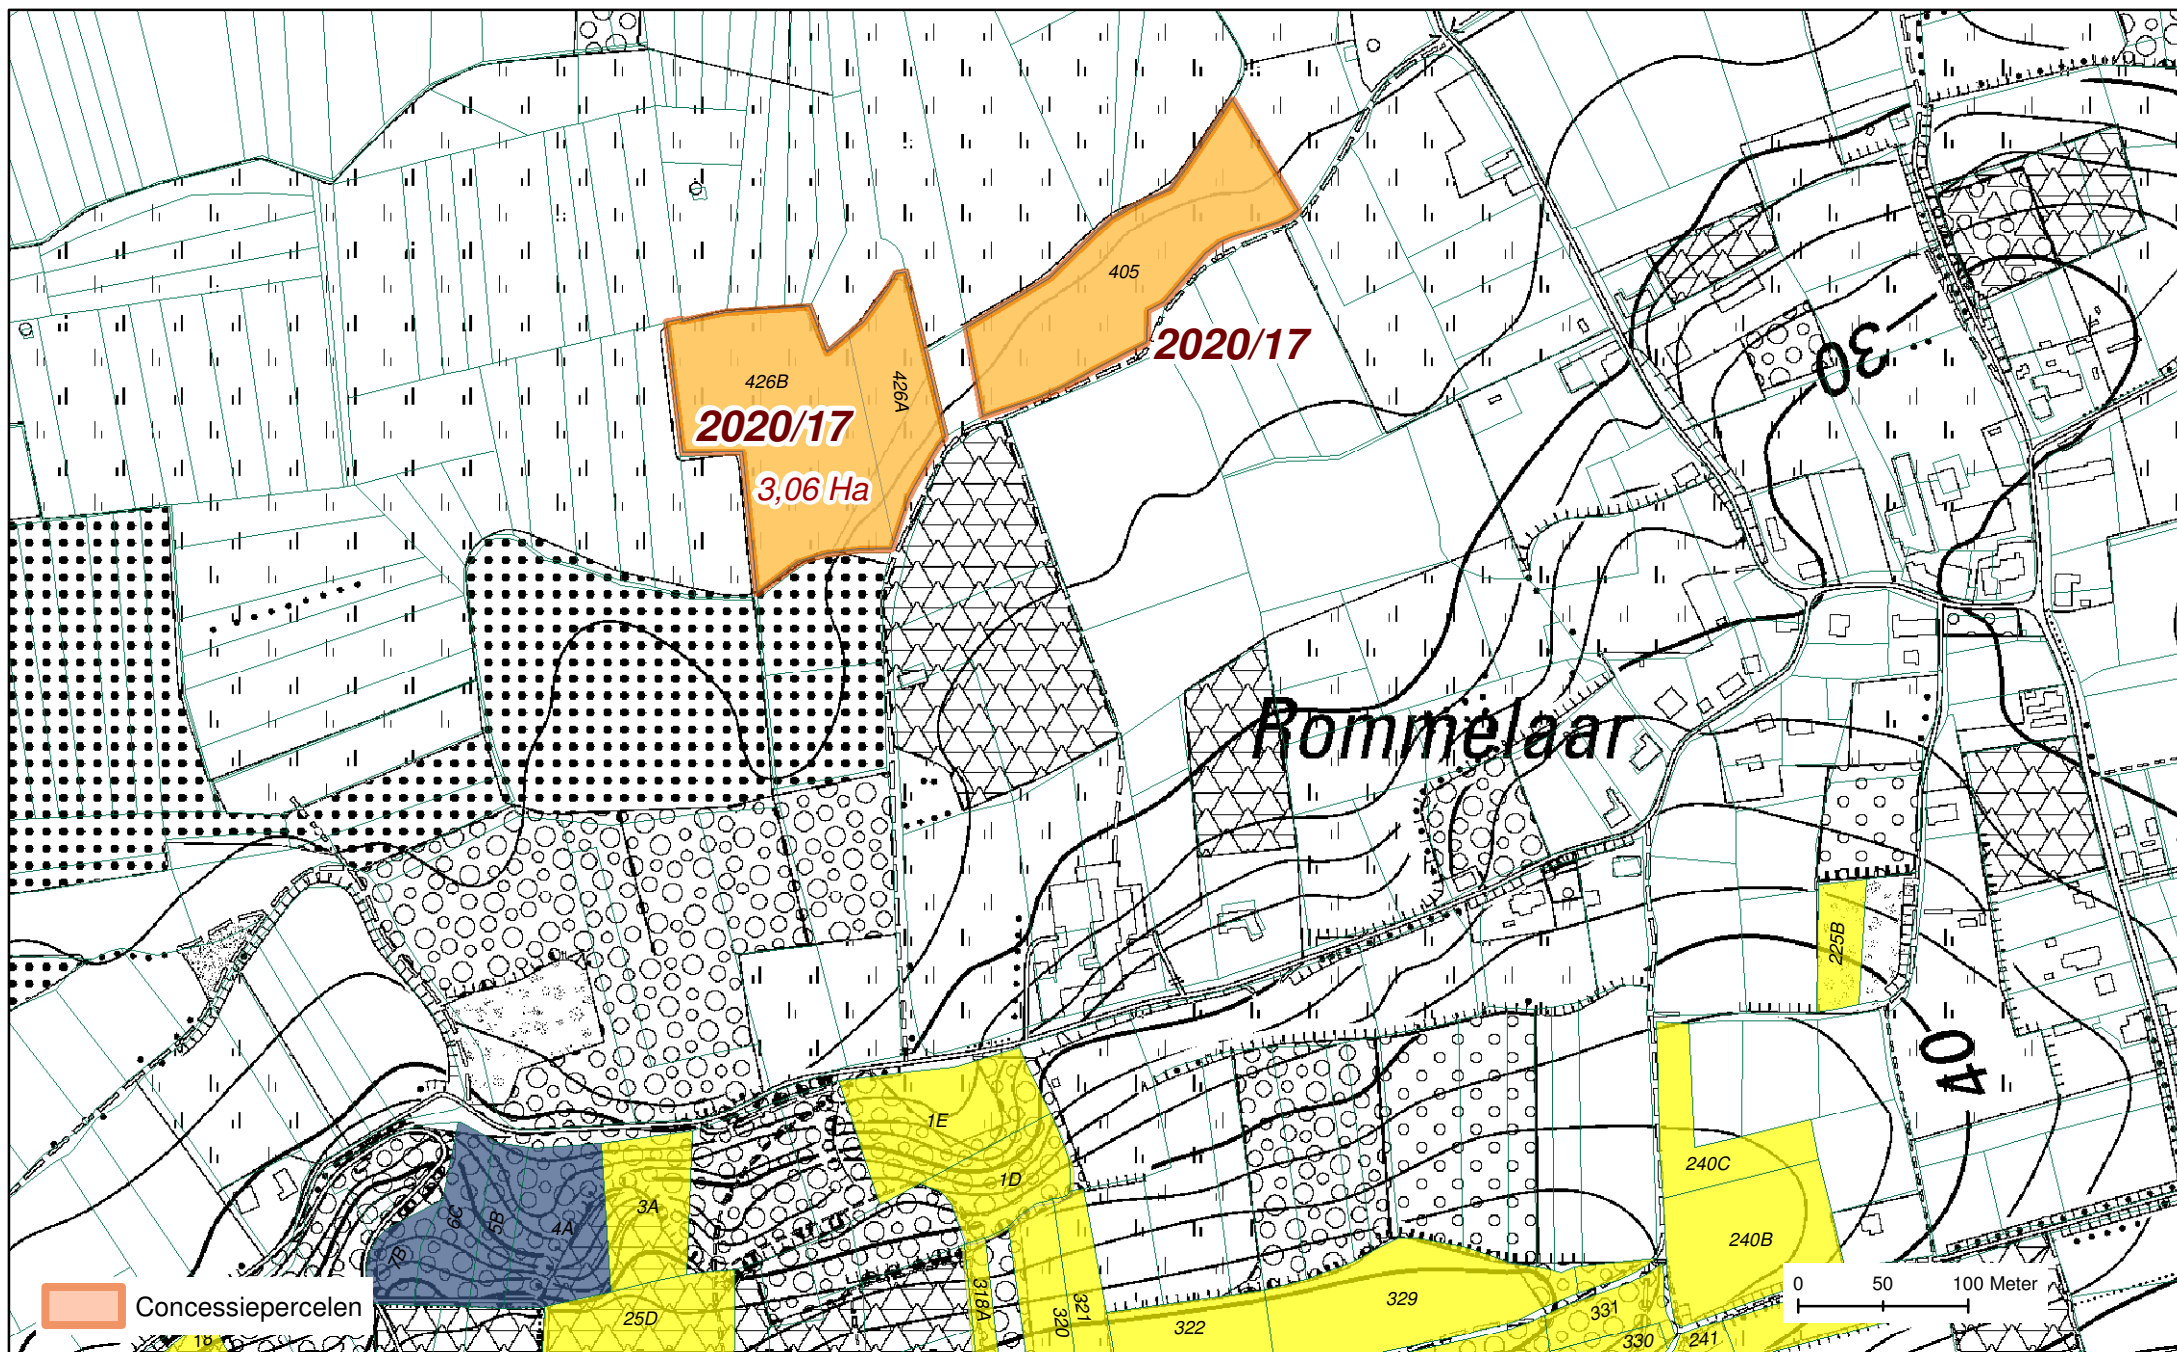 405
2020/17
30
426B
426A
2020/17
3,06 Ha
Rommelaar
225B
40
1E
1D
240C
3A
6C
5B
4A
7B
240B
318A
320
321
329
331
25D
322
330
241
18
Concessiepercelen
0 50 100 Meter